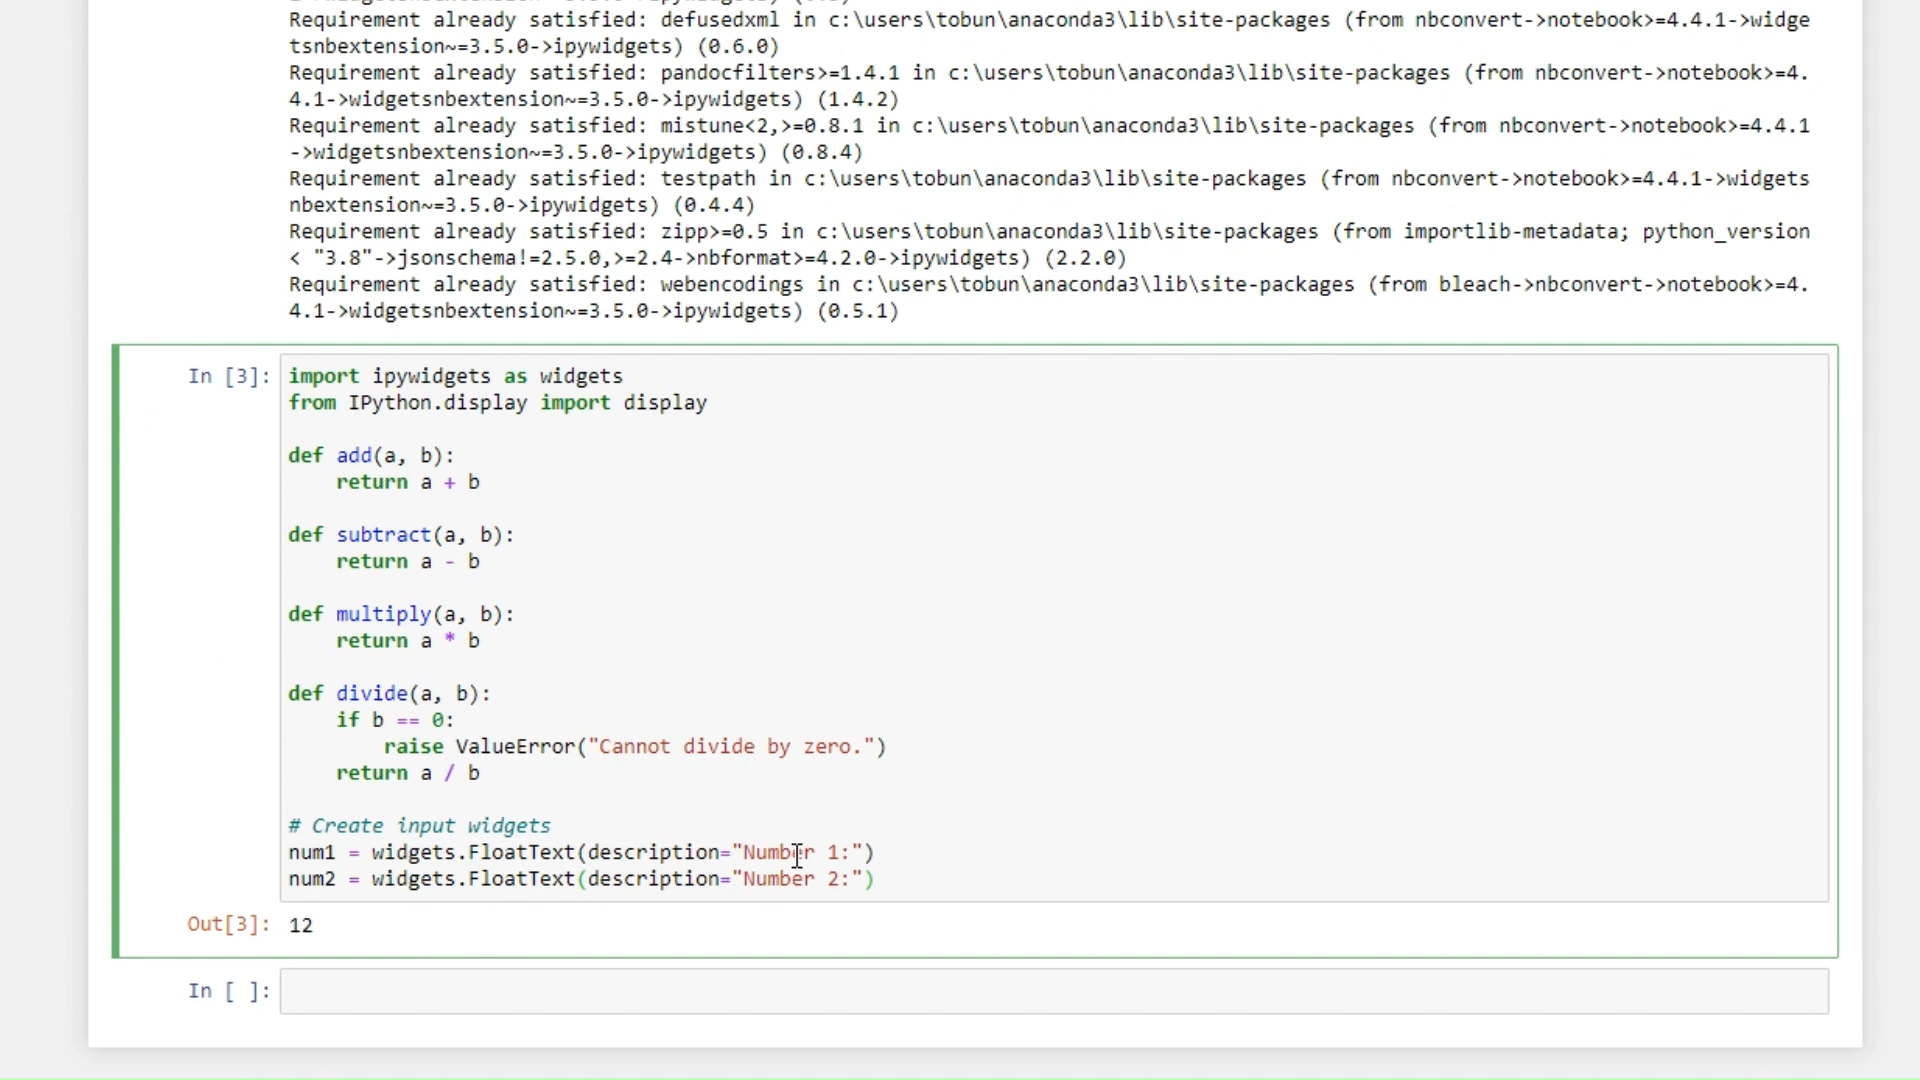 Requirement already satisfied: defusedxml in c:\users\tobun\anaconda3\lib\site-packages (from nbconvert->notebook>=4.4.1->widge
tsnbextension~=3.5.0->ipywidgets) (0.6.0)
Requirement already satisfied: pandocfilters>=1.4.1 in c:\users\tobun\anaconda3\lib\site-packages (from nbconvert->notebook>=4.
4.1->widgetsnbextension~=3.5.0->ipywidgets) (1.4.2)
Requirement already satisfied: mistune<2,>=0.8.1 in c:\users\tobun\anaconda3\lib\site-packages (from nbconvert->notebook>=4.4.1
->widgetsnbextension~=3.5.0->ipywidgets) (0.8.4)
Requirement already satisfied: testpath in c:\users\tobun\anaconda3\lib\site-packages (from nbconvert->notebook>=4.4.1->widgets
nbextension~=3.5.0->ipywidgets) (0.4.4)
Requirement already satisfied: zipp>=0.5 in c:\users\tobun\anaconda3\lib\site-packages (from importlib-metadata; python_version
< "3.8"->jsonschema!=2.5.0,>=2.4->nbformat>=4.2.0->ipywidgets) (2.2.0)
Requirement already satisfied: webencodings in c:\users\tobun\anaconda3\lib\site-packages (from bleach->nbconvert->notebook>=4.
4.1->widgetsnbextension~=3.5.0->ipywidgets) (0.5.1)
In [3]: import ipywidgets as widgets
from IPython.display import display
def add(a, b):
    return a + b
def subtract(a, b):
    return a - b
def multiply(a, b):
    return a * b
def divide(a, b):
    if b == 0:
        raise ValueError("Cannot divide by zero.")
    return a / b
# Create input widgets
num1 = widgets.FloatText(description="Number 1:")
num2 = widgets.FloatText(description="Number 2:")
Out[3]: 12
In [ ]: